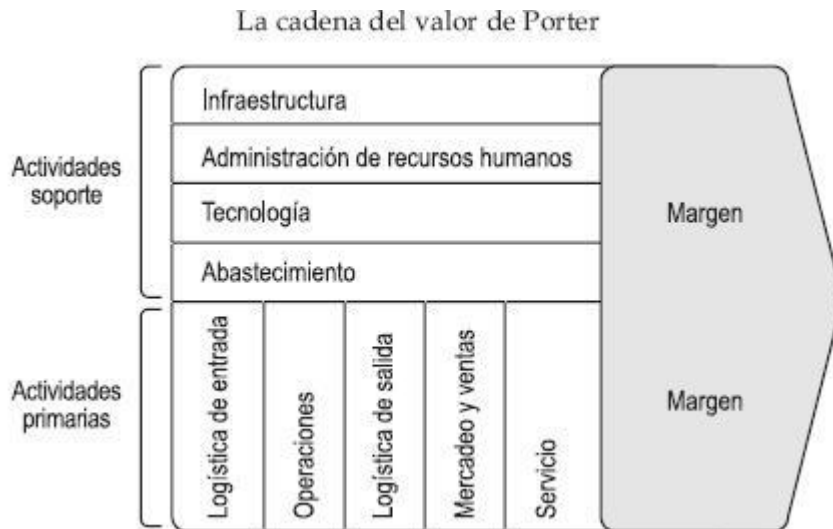 La cadena del valor de Porter
Infraestructura
Administración de recursos humanos
Actividades
soporte
Tecnología
Margen
Abastecimiento
Actividades
primarias
Logística de entrada
Operaciones
Logística de salida
Mercadeo y ventas
Servicio
Margen